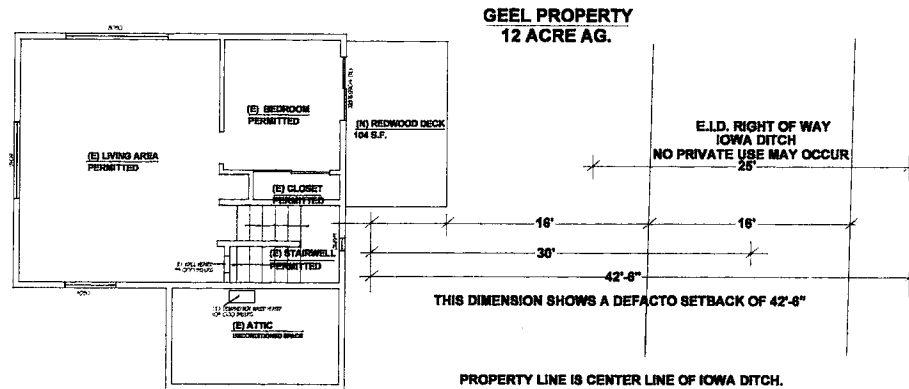 GEEL PROPERTY
12 ACRE AG.
(E) BEDROOM
PERMITTED
(N) REDWOOD DECK
104 S.F.
E.I.D. RIGHT OF WAY
IOWA DITCH
NO PRIVATE USE MAY OCCUR
25'
(E) LIVING AREA
PERMITTED
(E) CLOSET
PERMITTED
16'
16'
(E) STAIRWELL
PERMITTED
30'
42'-6"
THIS DIMENSION SHOWS A DEFACTO SETBACK OF 42'-6"
(E) ATTIC
UNCONDITIONED SPACE
PROPERTY LINE IS CENTER LINE OF IOWA DITCH.